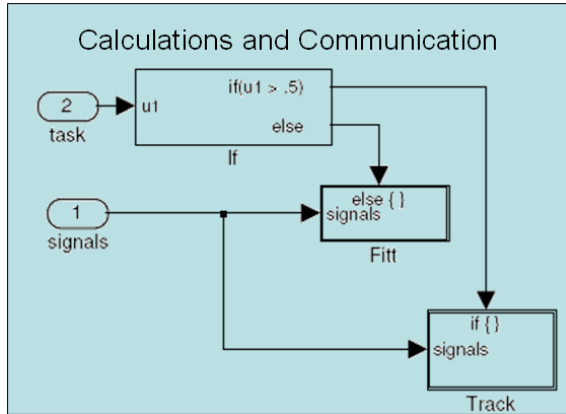 Calculations and Communication
if(u1 > .5)
2
u1
task
else
If
else { }
1
signals
signals
Fitt
if { }
signals
Track